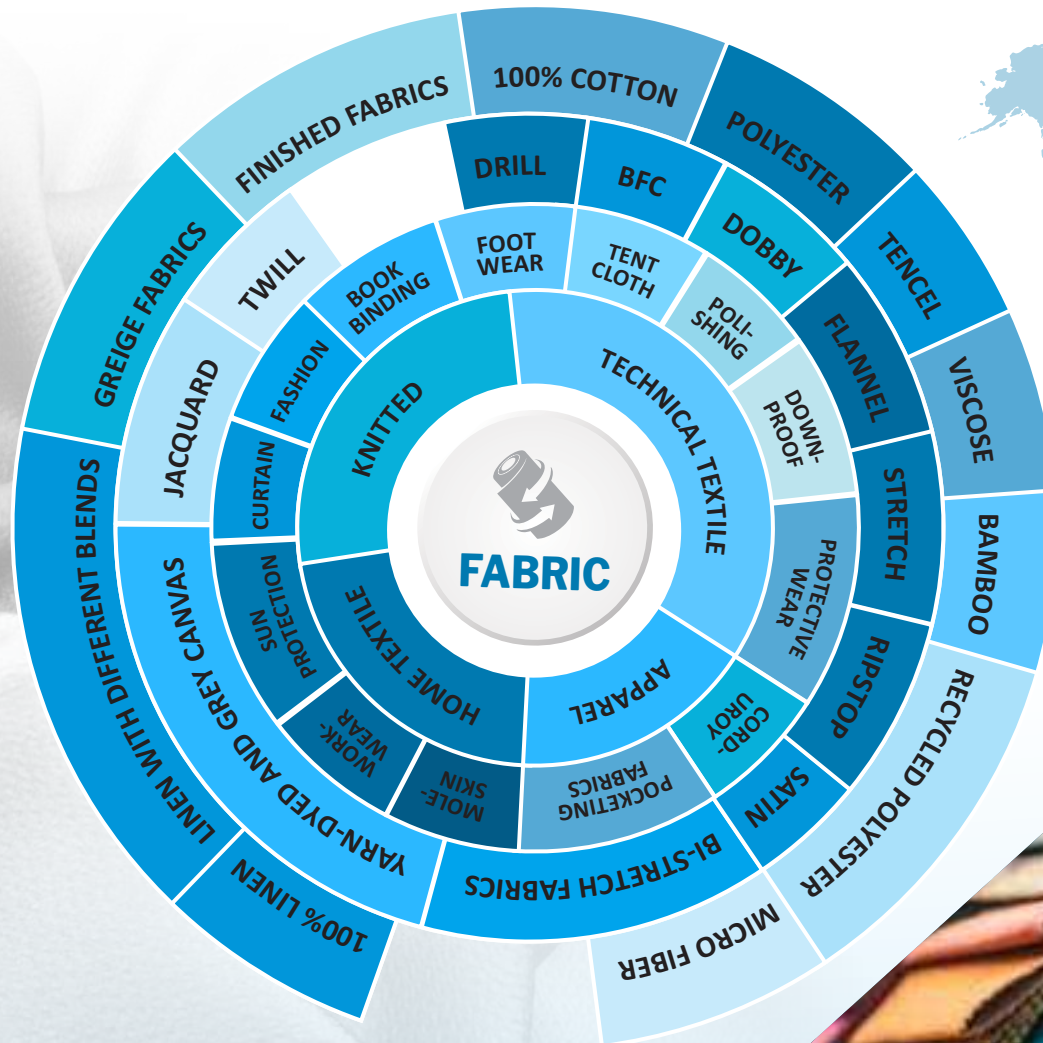 FABRIC
KNITTED
TECHNICAL TEXTILE
APPAREL
HOME TEXTILE
FOOT
WEAR
TENT
CLOTH
POLI-
SHING
DOWN-
PROOF
PROTECTIVE
WEAR
CORD-
UROY
POCKETING
FABRICS
MOLE-
SKIN
WORK-
WEAR
SUN
PROTECTION
CURTAIN
FASHION
BOOK
BINDING
DRILL
BFC
DOBBY
FLANNEL
STRETCH
RIPSTOP
SATIN
BI-STRETCH FABRICS
YARN-DYED AND GREY CANVAS
JACQUARD
TWILL
100% COTTON
POLYESTER
TENCEL
VISCOSE
BAMBOO
RECYCLED POLYESTER
MICRO FIBER
100% LINEN
LINEN WITH DIFFERENT BLENDS
GREIGE FABRICS
FINISHED FABRICS